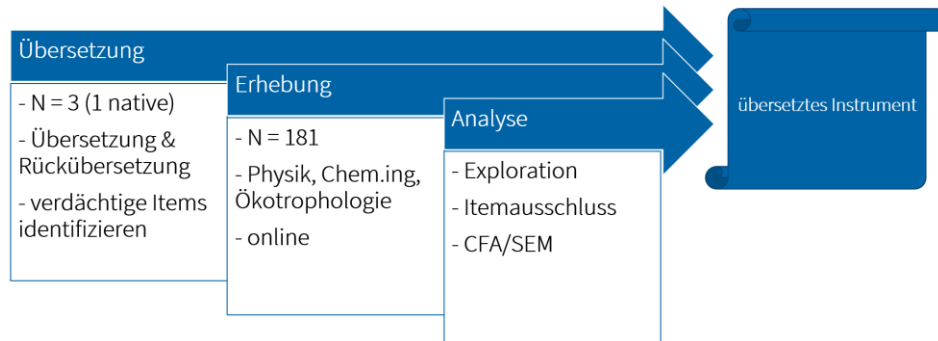 Übersetzung
- N = 3 (1 native)
- Übersetzung &
Rückübersetzung
- verdächtige Items
identifizieren
Erhebung
- N = 181
- Physik, Chem.ing,
Ökotrophologie
- online
Analyse
- Exploration
- Itemausschluss
- CFA/SEM
übersetztes Instrument